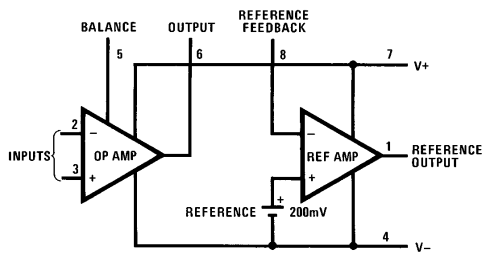 BALANCE
OUTPUT
REFERENCE
FEEDBACK
5
6
8
7
V+
2
−
INPUTS
OP AMP
3
+
−
REF AMP
+
1
REFERENCE
OUTPUT
REFERENCE
+
200mV
4
V−